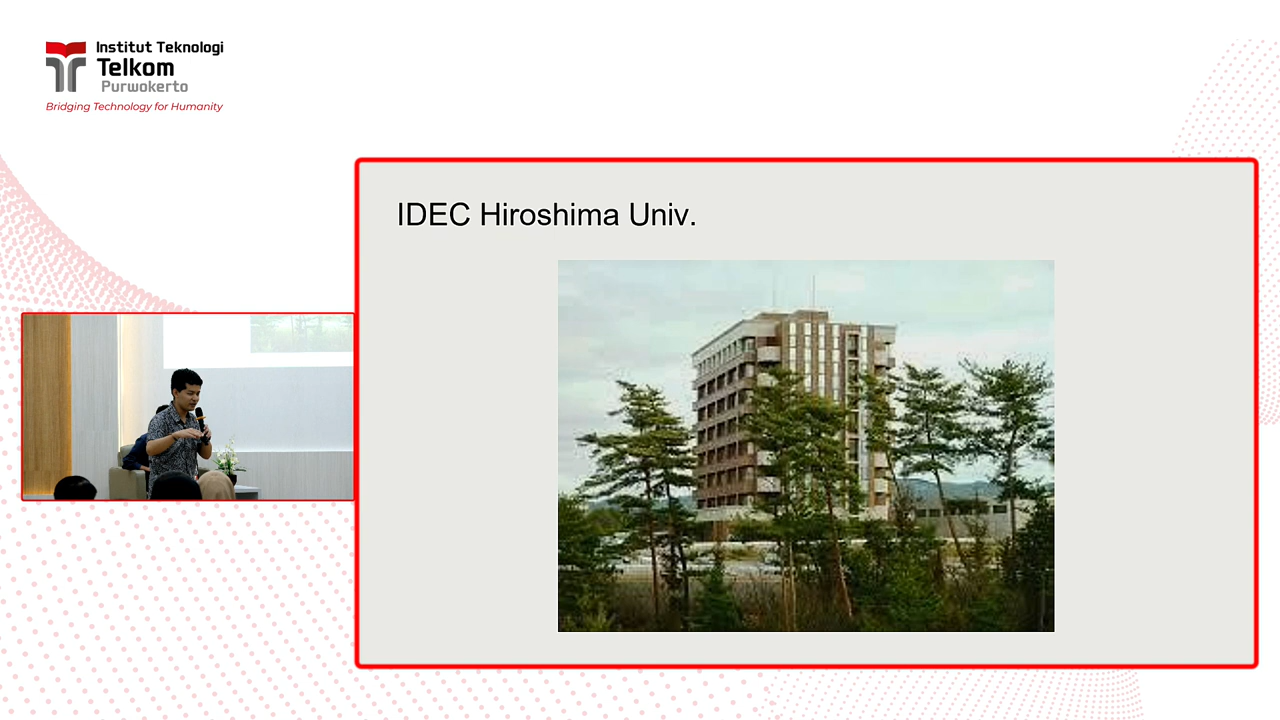 Institut Teknologi
Telkom
Purwokerto
Bridging Technology for Humanity
IDEC Hiroshima Univ.